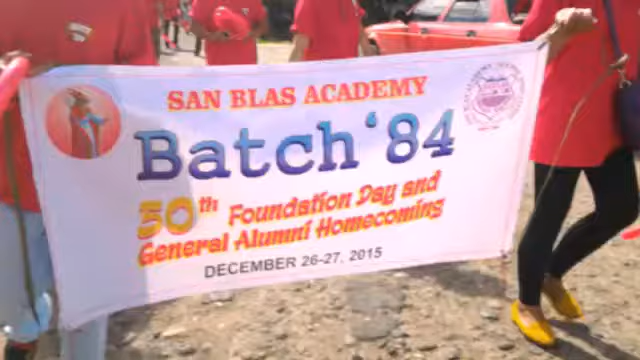 SAN BLAS ACADEMY
Batch '84
50th Foundation Day and
General Alumni Homecoming
DECEMBER 26-27, 2015